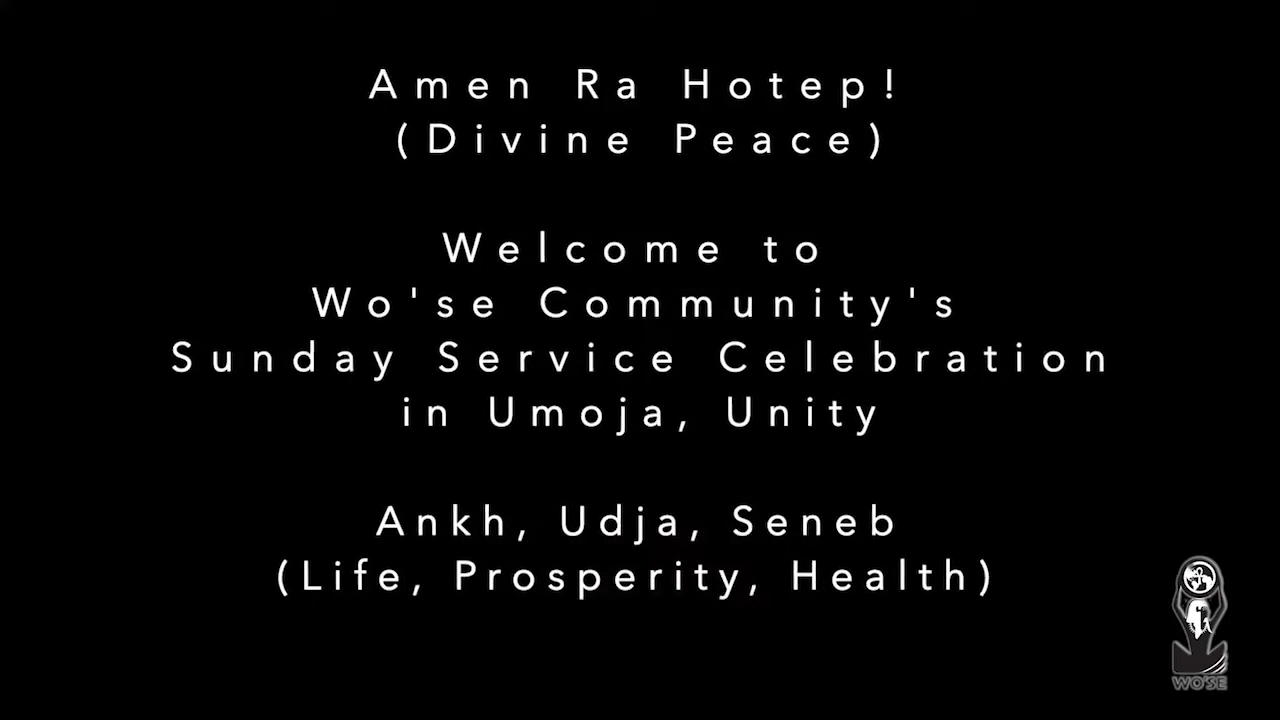 Amen Ra Hotep!
(Divine Peace)
Welcome to
Wo'se Community's
Sunday Service Celebration
in Umoja, Unity
Ankh, Udja, Seneb
(Life, Prosperity, Health)
WO'SE